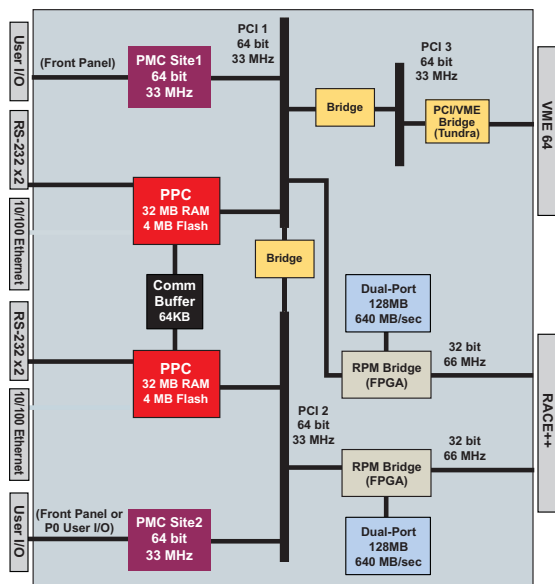 User I/O
(Front Panel)
PMC Site1
64 bit
33 MHz
PCI 1
64 bit
33 MHz
PCI 3
64 bit
33 MHz
Bridge
PCI/VME
Bridge
(Tundra)
VME 64
RS-232 x2
PPC
32 MB RAM
4 MB Flash
10/100 Ethernet
Bridge
Comm
Buffer
64KB
Dual-Port
128MB
640 MB/sec
RS-232 x2
PPC
32 MB RAM
4 MB Flash
RPM Bridge
(FPGA)
32 bit
66 MHz
RACE++
10/100 Ethernet
PCI 2
64 bit
33 MHz
RPM Bridge
(FPGA)
32 bit
66 MHz
User I/O
(Front Panel or
P0 User I/O)
PMC Site2
64 bit
33 MHz
Dual-Port
128MB
640 MB/sec